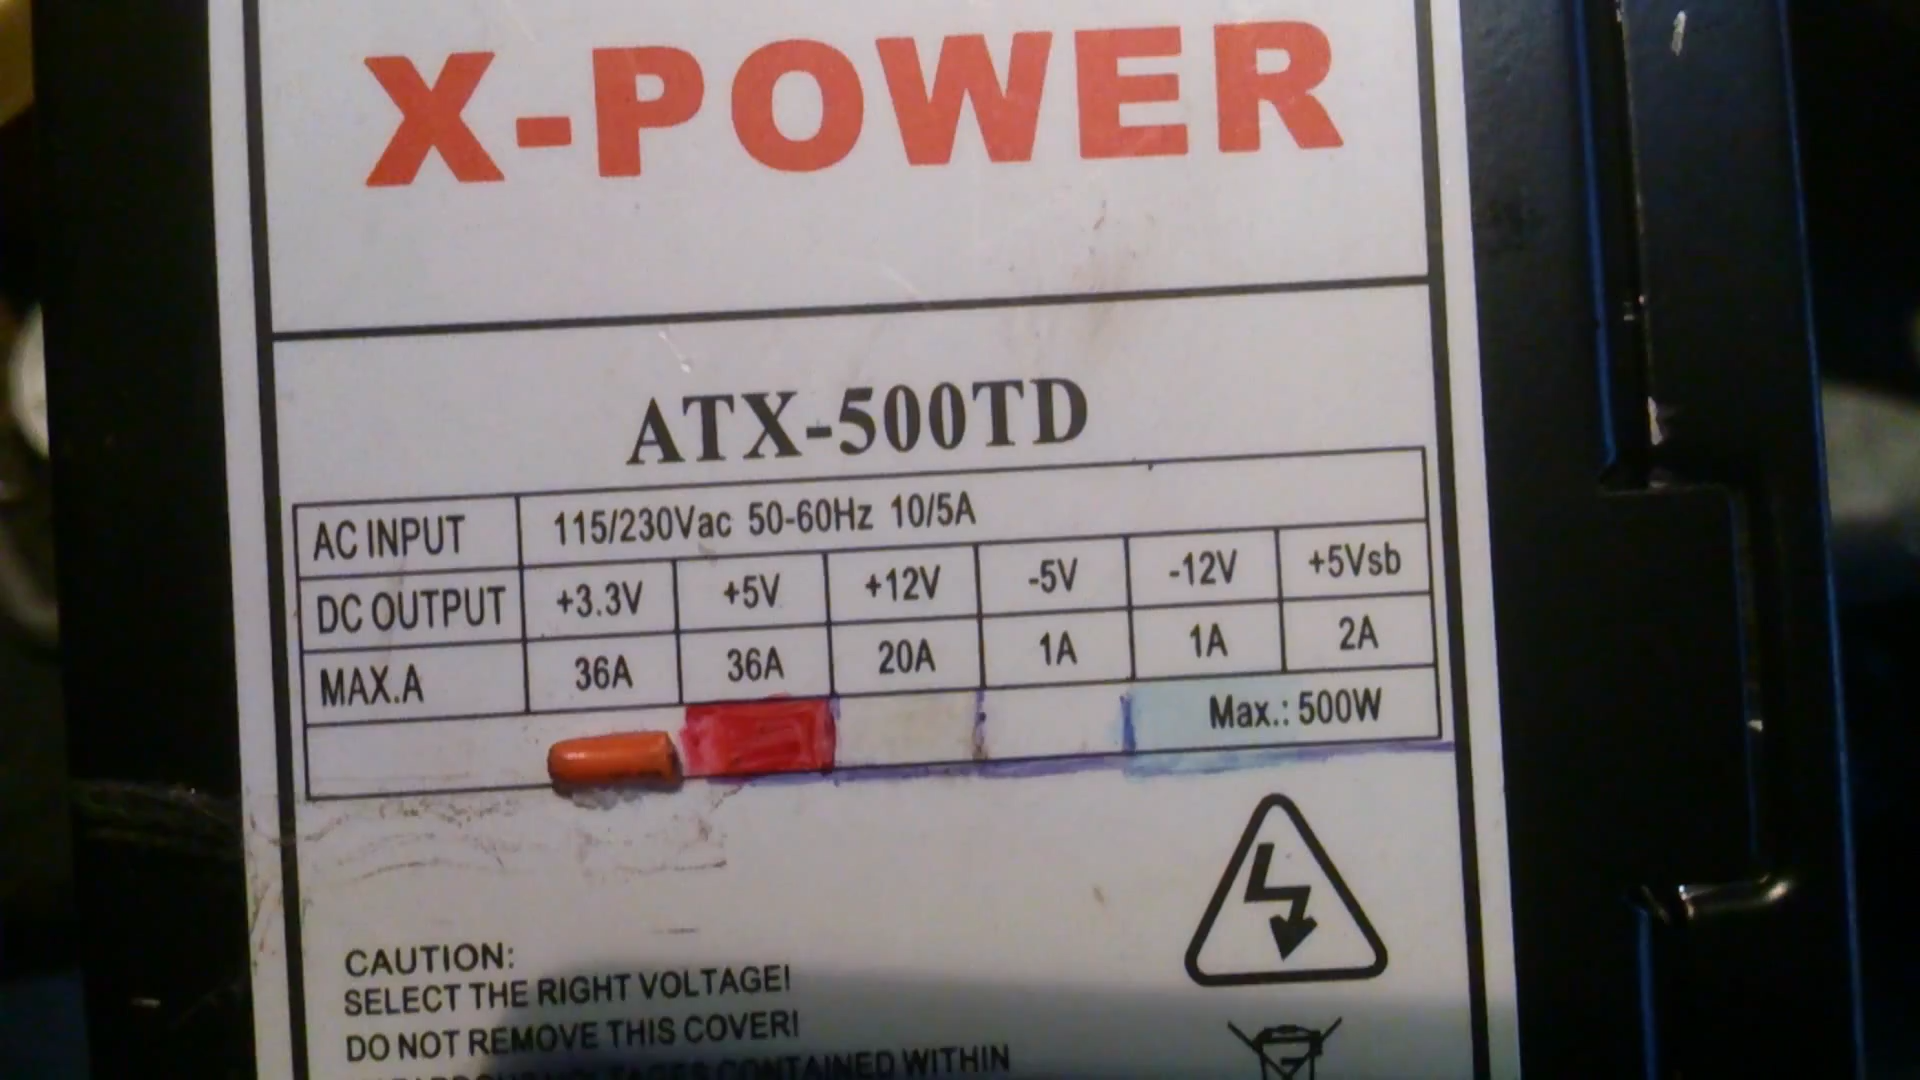 X-POWER
ATX-500TD
AC INPUT 115/230Vac 50-60Hz 10/5A
DC OUTPUT +3.3V +5V +12V -5V -12V +5Vsb
MAX.A 36A 36A 20A 1A 1A 2A
Max.: 500W
CAUTION:
SELECT THE RIGHT VOLTAGE!
DO NOT REMOVE THIS COVER!
CONTAINED WITHIN